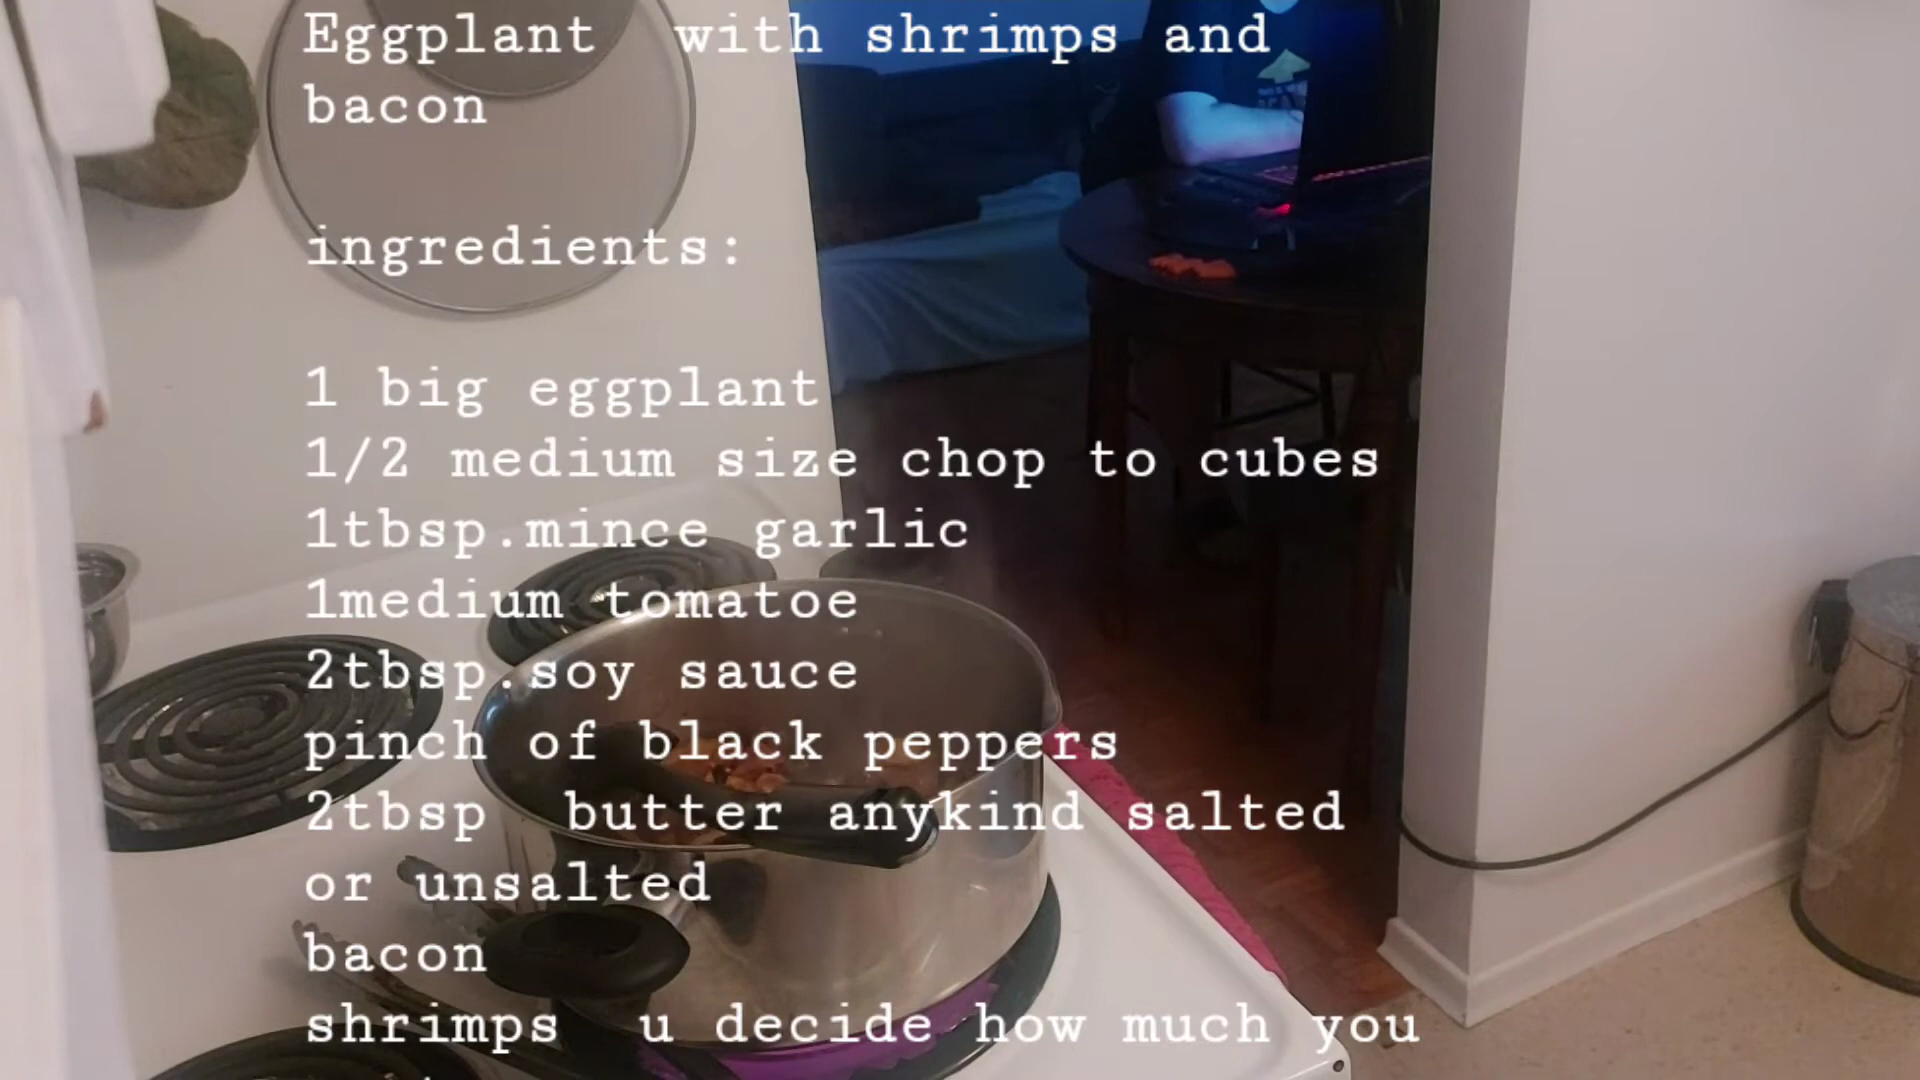 Eggplant with shrimps and
bacon
ingredients:
1 big eggplant
1/2 medium size chop to cubes
1tbsp.mince garlic
1medium tomatoe
2tbsp.soy sauce
pinch of black peppers
2tbsp butter anykind salted
or unsalted
bacon
shrimps u decide how much you